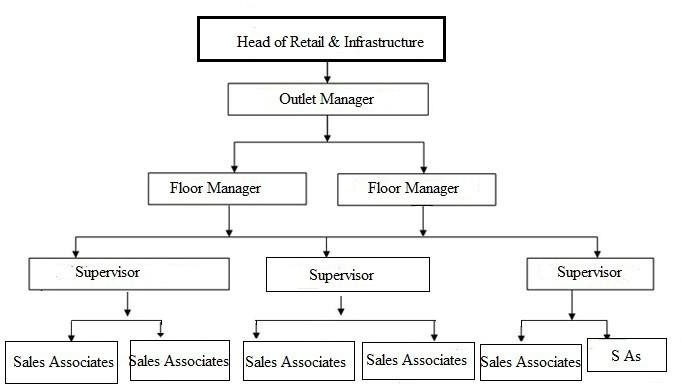 Head of Retail & Infrastructure
Outlet Manager
Floor Manager
Floor Manager
Supervisor
Supervisor
Supervisor
Sales Associates
Sales Associates
Sales Associates
Sales Associates
Sales Associates
S As